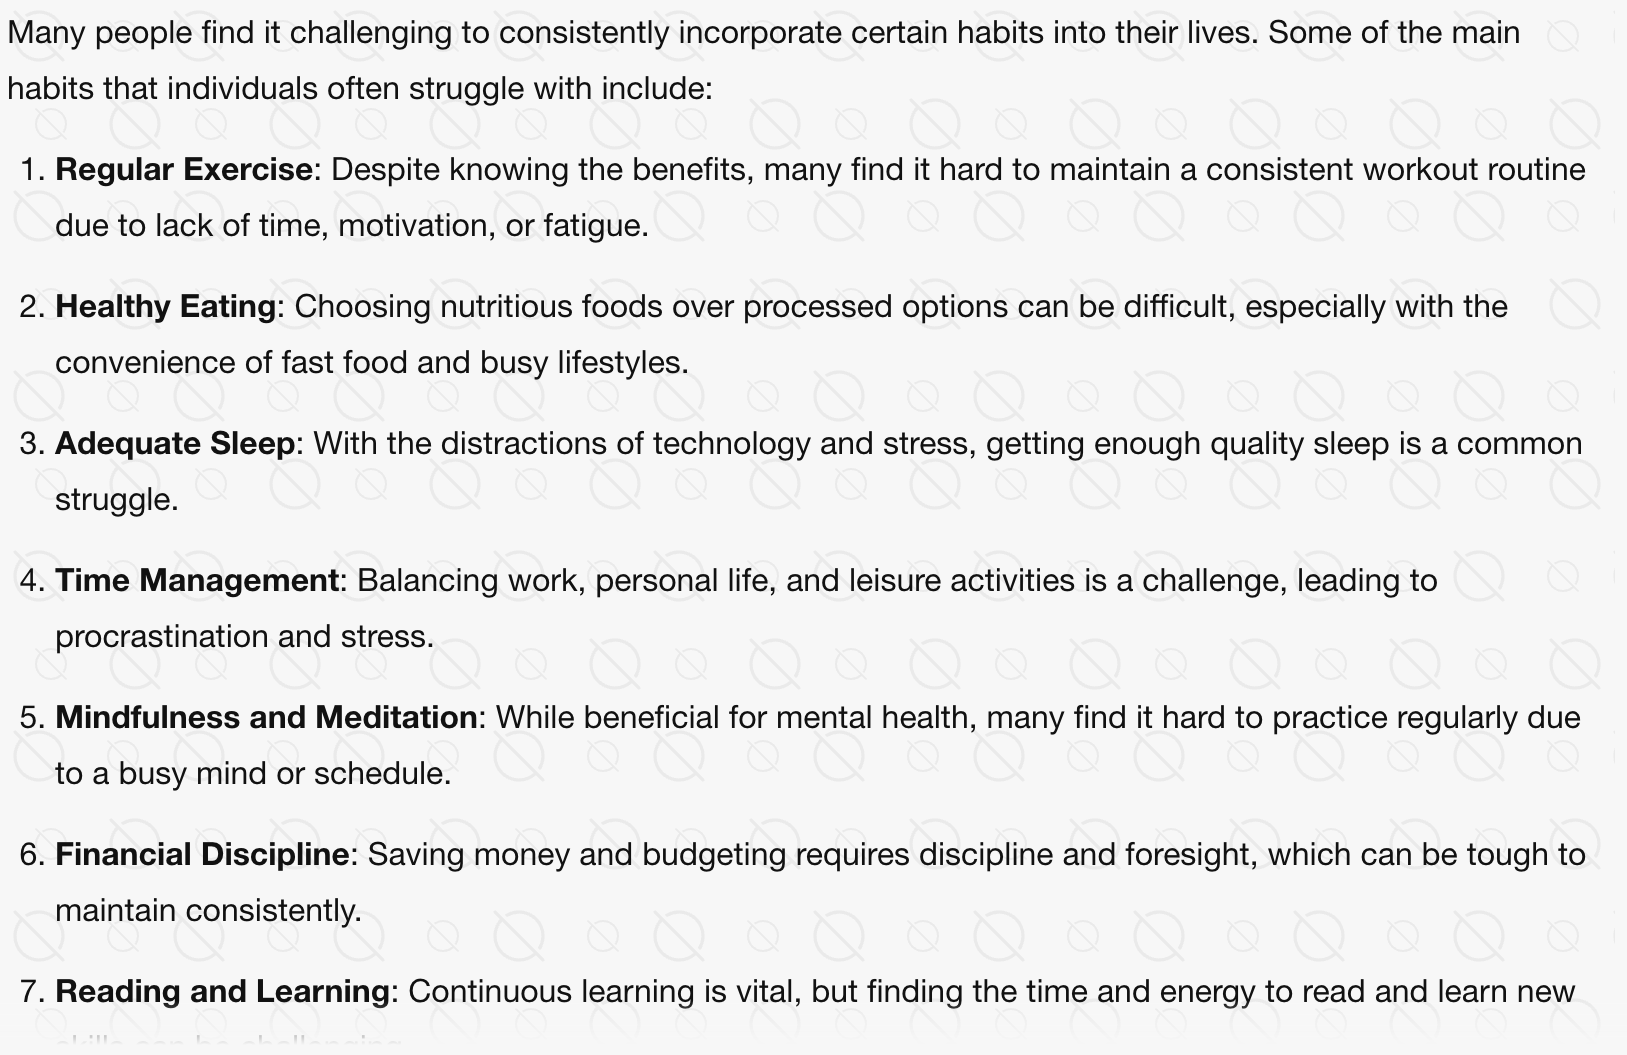 Many people find it challenging to consistently incorporate certain habits into their lives. Some of the main
habits that individuals often struggle with include:
1. Regular Exercise: Despite knowing the benefits, many find it hard to maintain a consistent workout routine
due to lack of time, motivation, or fatigue.
2. Healthy Eating: Choosing nutritious foods over processed options can be difficult, especially with the
convenience of fast food and busy lifestyles.
3. Adequate Sleep: With the distractions of technology and stress, getting enough quality sleep is a common
struggle.
4. Time Management: Balancing work, personal life, and leisure activities is a challenge, leading to
procrastination and stress.
5. Mindfulness and Meditation: While beneficial for mental health, many find it hard to practice regularly due
to a busy mind or schedule.
6. Financial Discipline: Saving money and budgeting requires discipline and foresight, which can be tough to
maintain consistently.
7. Reading and Learning: Continuous learning is vital, but finding the time and energy to read and learn new
skills can be challenging.